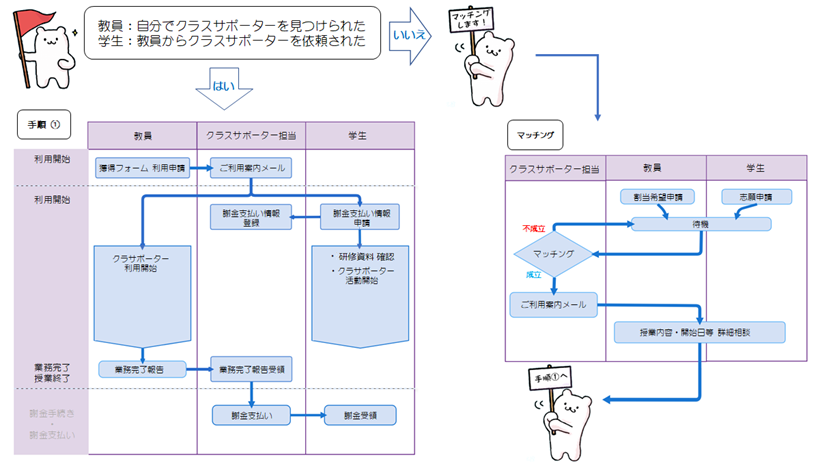 教員：自分でクラスサポーターを見つけられた
学生：教員からクラスサポーターを依頼された
いいえ
マッチング
します！
はい
手順 ①
教員
クラスサポーター担当
学生
利用開始
獲得フォーム 利用申請
ご利用案内メール
利用開始
謝金支払い情報
登録
謝金支払い情報
申請
クラサポーター
利用開始
・ 研修資料 確認
・ クラサポーター
活動開始
業務完了
授業終了
業務完了報告
業務完了報告受領
謝金手続き
・
謝金支払い
謝金支払い
謝金受領
マッチング
クラスサポーター担当
教員
学生
割当希望申請
志願申請
待機
不成立
マッチング
成立
ご利用案内メール
授業内容・開始日等 詳細相談
手順①へ